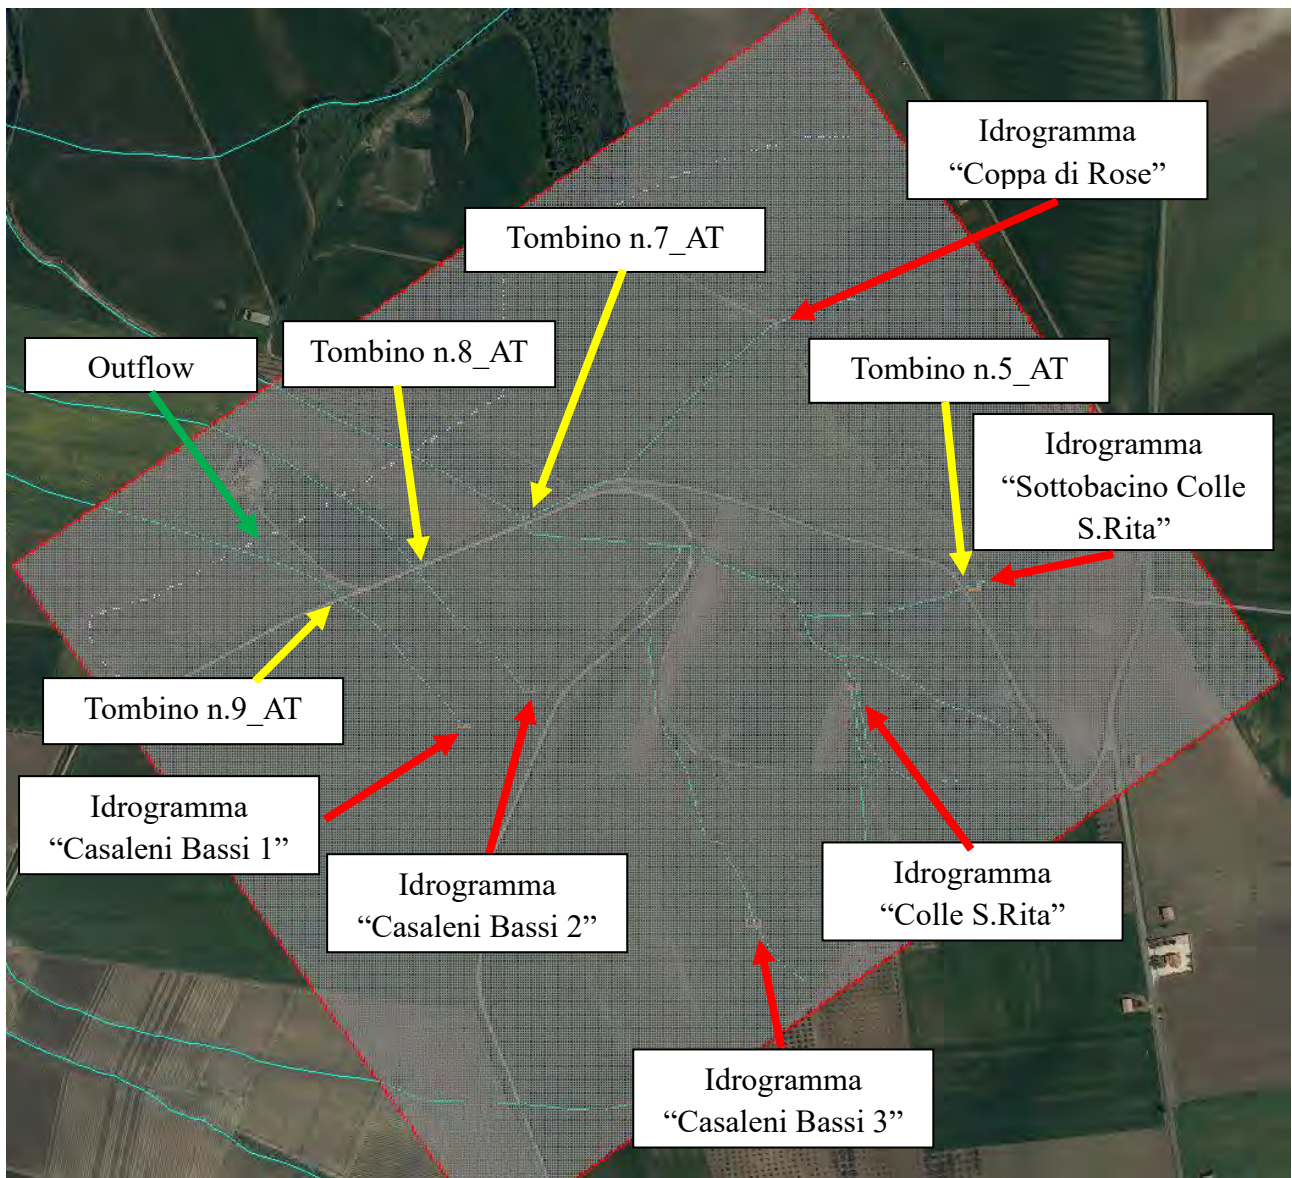 Idrogramma
“Coppa di Rose”
Tombino n.7_AT
Tombino n.8_AT
Outflow
Tombino n.5_AT
Idrogramma
“Sottobacino Colle
S.Rita”
Tombino n.9_AT
Idrogramma
“Casaleni Bassi 1”
Idrogramma
“Casaleni Bassi 2”
Idrogramma
“Colle S.Rita”
Idrogramma
“Casaleni Bassi 3”